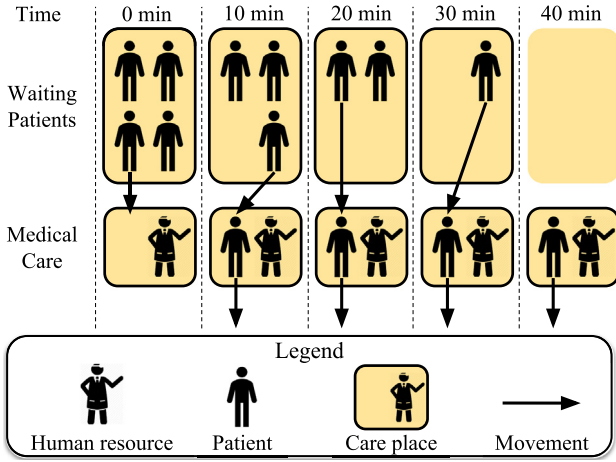 Time 0 min 10 min 20 min 30 min 40 min
Waiting
Patients
Medical
Care
Legend
Human resource Patient Care place Movement